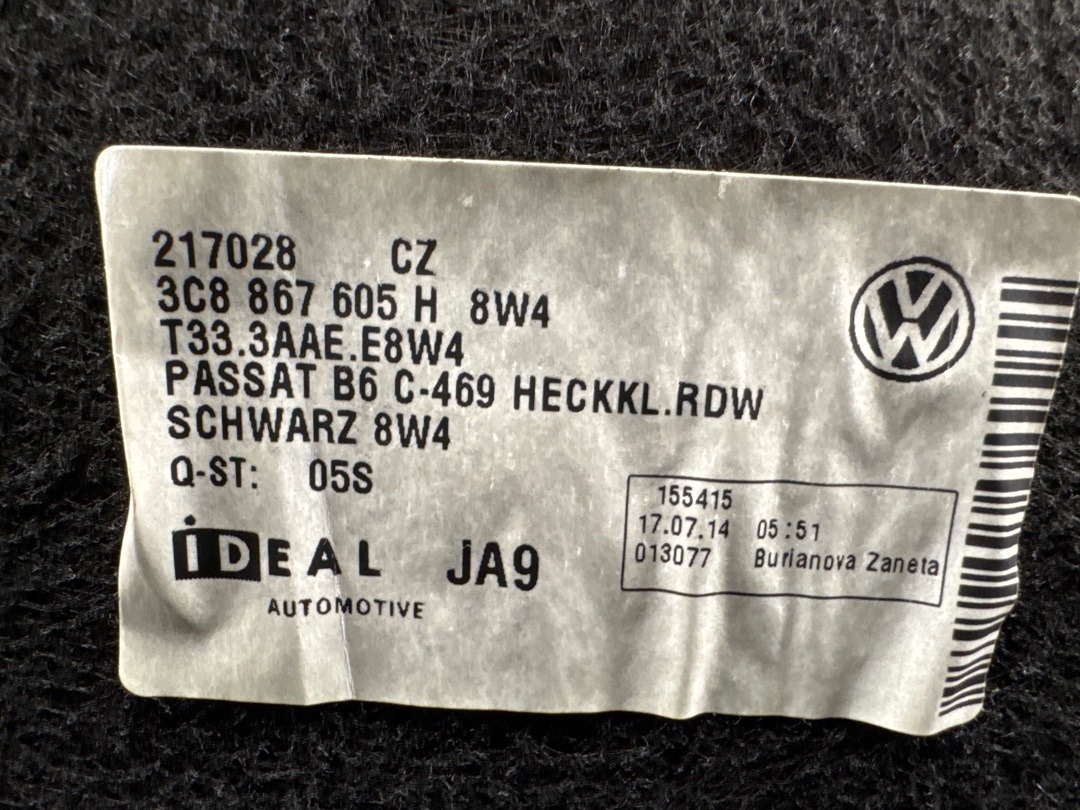 217028 CZ
3C8 867 605 H 8W4
T33.3AAE.E8W4
PASSAT B6 C-469 HECKKL.RDW
SCHWARZ 8W4
Q-ST: 05S
iDEAL JA9
AUTOMOTIVE
155415
17.07.14 05:51
013077 Burianova Zaneta
VW